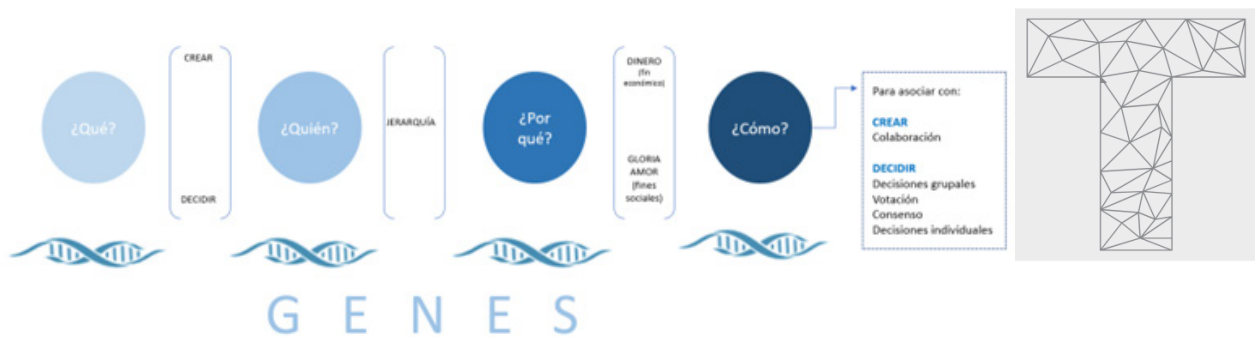 ¿Qué?
CREAR
DECIDIR
¿Quién?
JERARQUÍA
¿Por
qué?
DINERO
(fin
económico)
GLORIA
AMOR
(fines
sociales)
¿Cómo?
Para asociar con:
CREAR
Colaboración
DECIDIR
Decisiones grupales
Votación
Consenso
Decisiones individuales
G E N E S